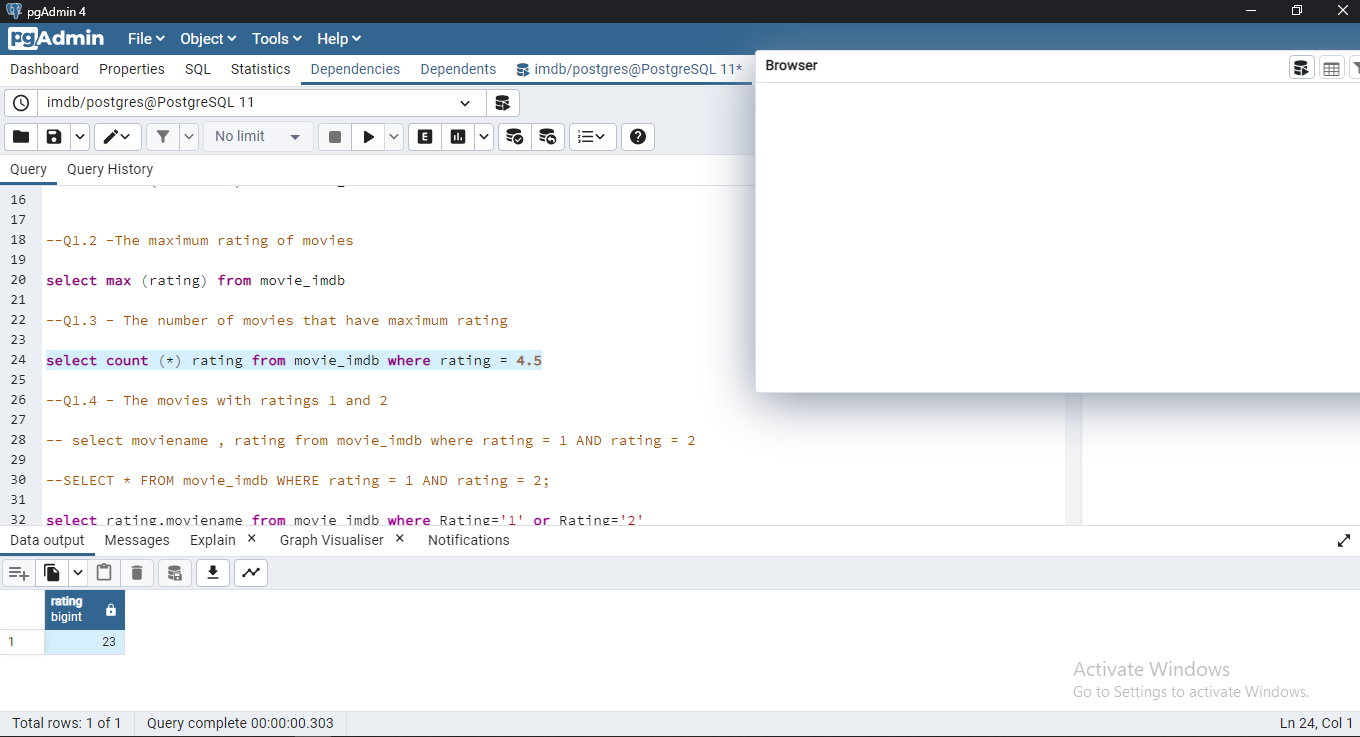 pgAdmin 4
pgAdmin File Object Tools Help
Dashboard Properties SQL Statistics Dependencies Dependents imdb/postgres@PostgreSQL 11*
Browser
imdb/postgres@PostgreSQL 11
No limit
E
Query Query History
16
17
18 --Q1.2 -The maximum rating of movies
19
20 select max (rating) from movie_imdb
21
22 --Q1.3 - The number of movies that have maximum rating
23
24 select count (*) rating from movie_imdb where rating = 4.5
25
26 --Q1.4 - The movies with ratings 1 and 2
27
28 -- select moviename , rating from movie_imdb where rating = 1 AND rating = 2
29
30 --SELECT * FROM movie_imdb WHERE rating = 1 AND rating = 2;
31
32 select rating,moviename from movie_imdb where Rating='1' or Rating='2'
Data output Messages Explain × Graph Visualiser × Notifications
rating
bigint
1 23
Activate Windows
Go to Settings to activate Windows.
Total rows: 1 of 1 Query complete 00:00:00.303 Ln 24, Col 1